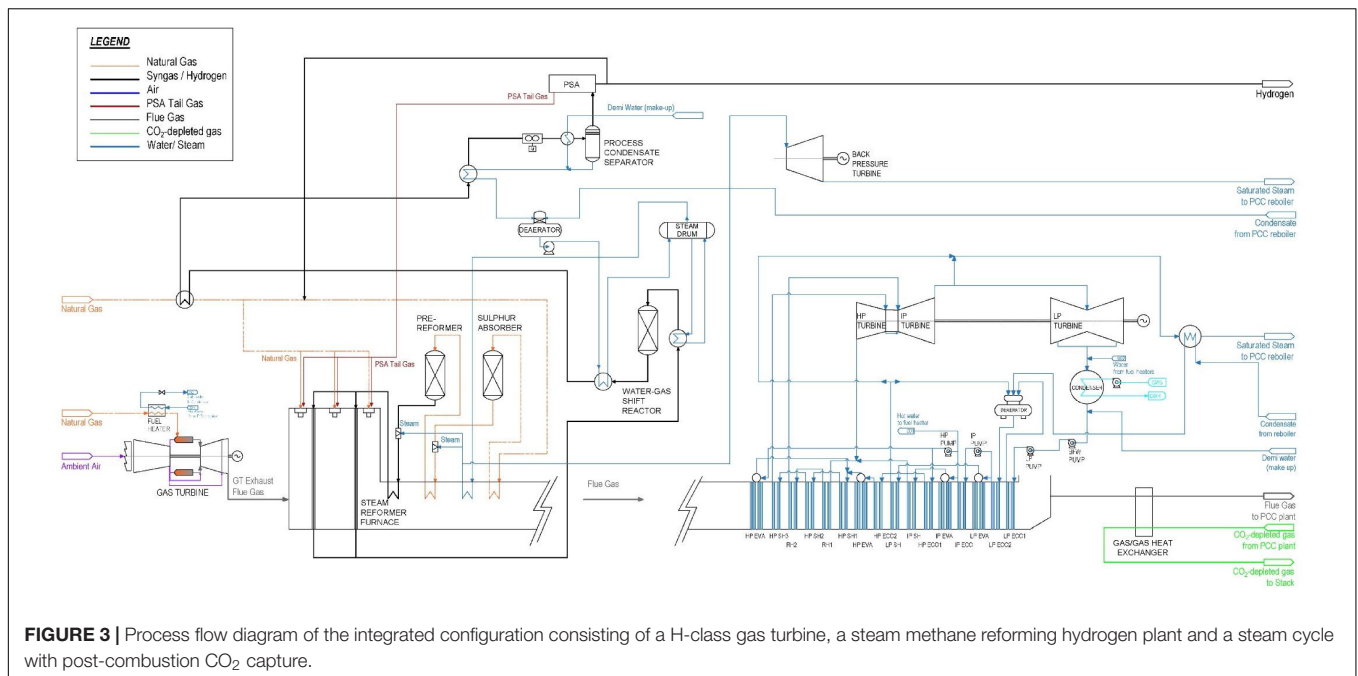 LEGEND
Natural Gas
Syngas / Hydrogen
Air
PSA Tail Gas
Flue Gas
CO2-depleted gas
Water/ Steam
PSA
PSA Tail Gas
Demi Water (make-up)
Hydrogen
PROCESS
CONDENSATE
SEPARATOR
BACK
PRESSURE
TURBINE
Saturated Steam
to PCC reboiler
Condensate
from PCC reboiler
DEAERATOR
STEAM
DRUM
Natural Gas
PRE-
REFORMER
SULPHUR
ABSORBER
Natural Gas
PSA Tail Gas
WATER-GAS
SHIFT
REACTOR
HP
TURBINE
IP
TURBINE
LP
TURBINE
Saturated Steam
to PCC reboiler
Water
from fuel heaters
CONDENSER
DEAERATOR
Condensate
from reboiler
Demi water
(make up)
Natural Gas
FUEL
HEATER
Ambient Air
GAS TURBINE
GT Exhaust
Flue Gas
Steam
Steam
STEAM
REFORMER
FURNACE
Flue Gas
Hot water
to fuel heater
HP
PUMP
IP
PUMP
LP
PUMP
BFW
PUMP
HP EVA
HP SH3
RH2
HP SH2
RH1
HP SH1
HP EVA
HP ECO2
LP SH
IP SH
HP ECO1
IP EVA
IP ECO
LP EVA
LP ECO2
LP ECO1
Flue Gas
to PCC plant
GAS/GAS HEAT
EXCHANGER
CO2-depleted gas
from PCC plant
CO2-depleted gas
to Stack
FIGURE 3 | Process flow diagram of the integrated configuration consisting of a H-class gas turbine, a steam methane reforming hydrogen plant and a steam cycle
with post-combustion CO2 capture.